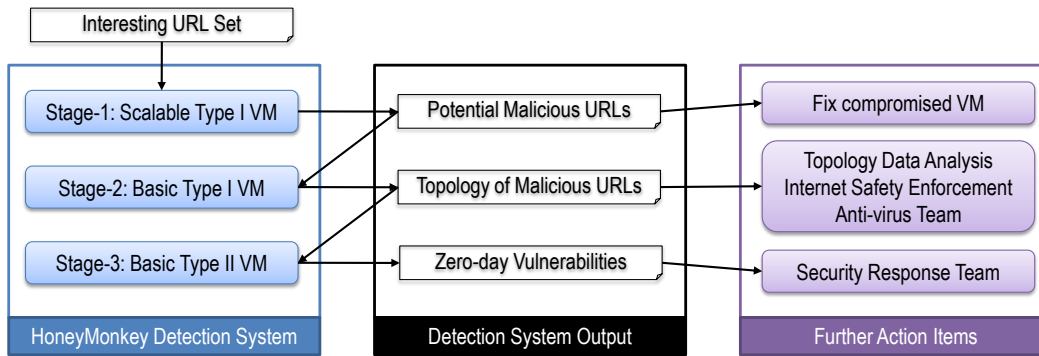 Interesting URL Set
Stage-1: Scalable Type I VM
Stage-2: Basic Type I VM
Stage-3: Basic Type II VM
HoneyMonkey Detection System
Potential Malicious URLs
Topology of Malicious URLs
Zero-day Vulnerabilities
Detection System Output
Fix compromised VM
Topology Data Analysis
Internet Safety Enforcement
Anti-virus Team
Security Response Team
Further Action Items